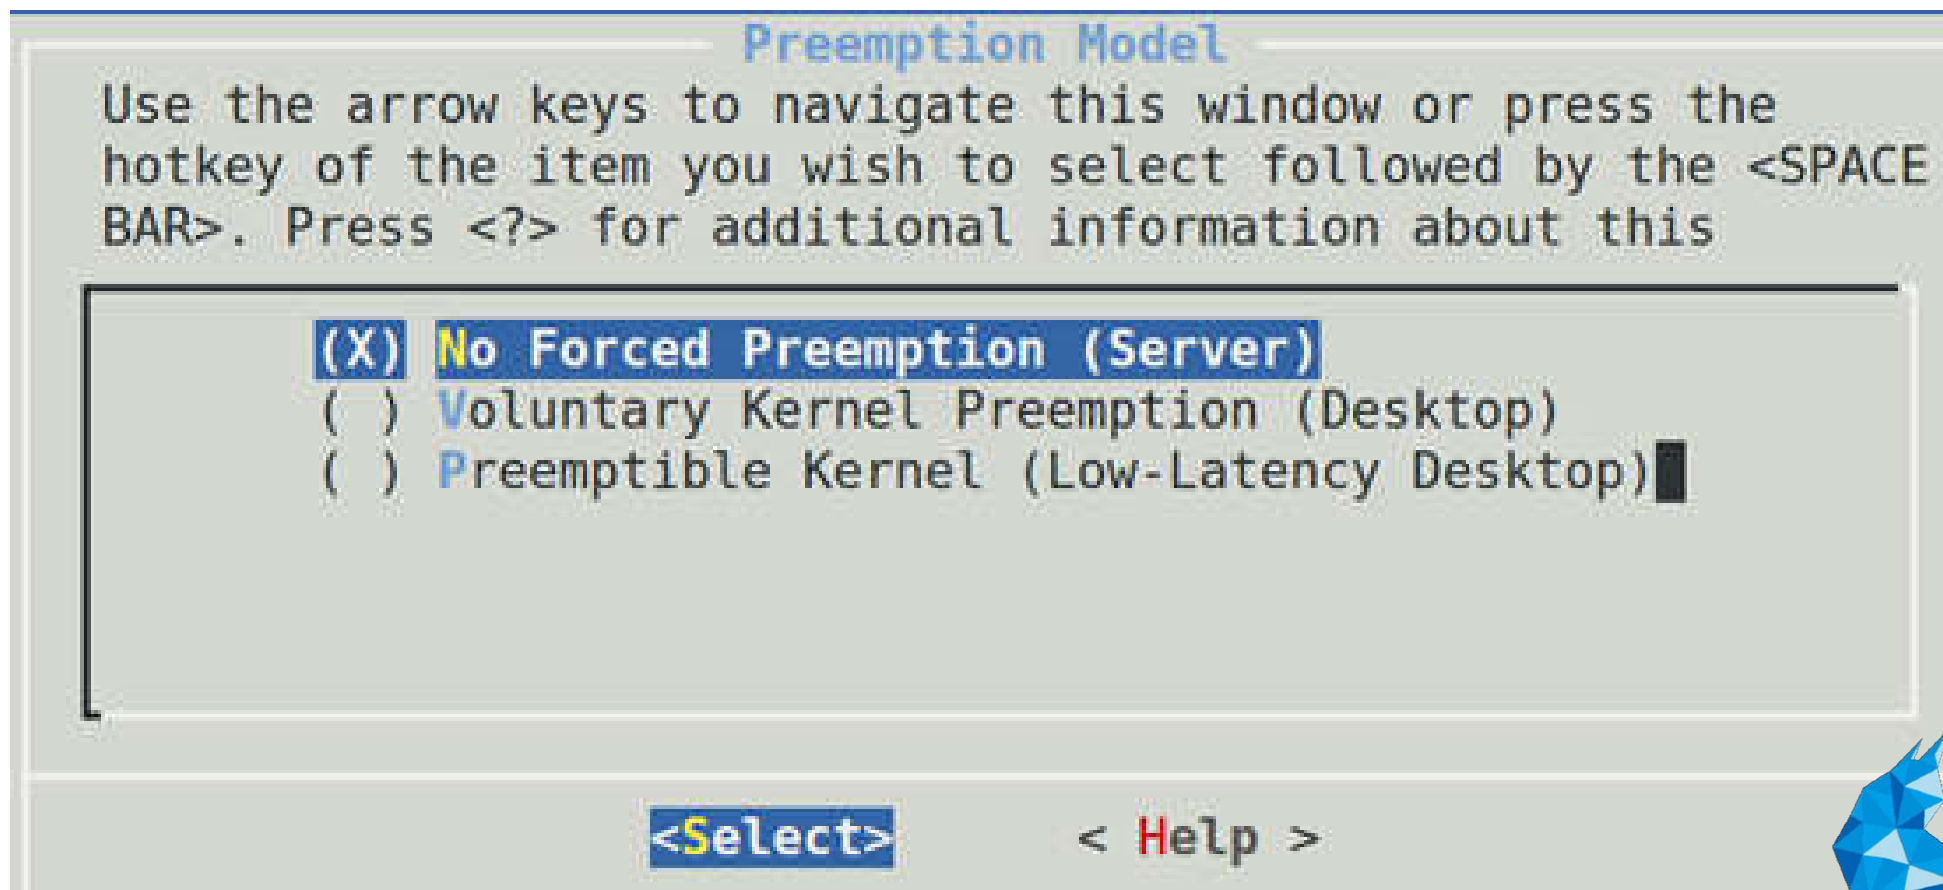 Preemption Model
Use the arrow keys to navigate this window or press the
hotkey of the item you wish to select followed by the <SPACE
BAR>. Press <?> for additional information about this
(X) No Forced Preemption (Server)
( ) Voluntary Kernel Preemption (Desktop)
( ) Preemptible Kernel (Low-Latency Desktop)
<Select> < Help >